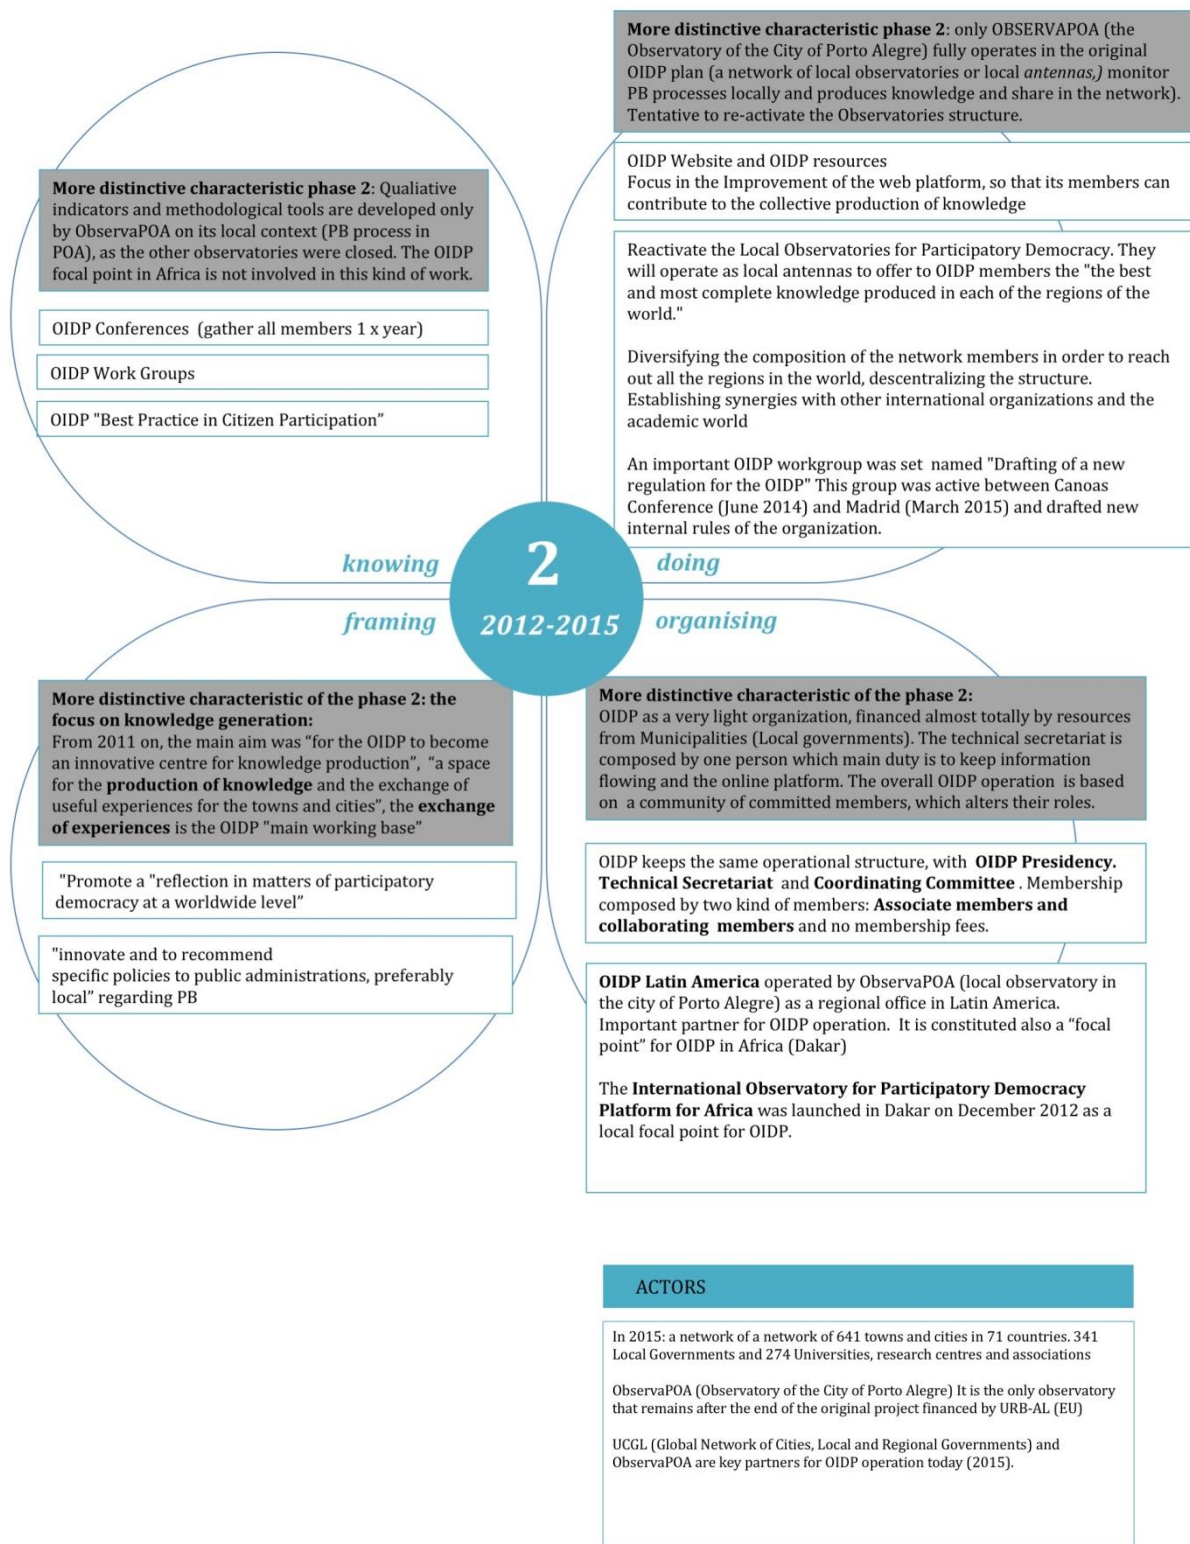 More distinctive characteristic phase 2: Qualiative
indicators and methodological tools are developed only
by ObservaPOA on its local context (PB process in
POA), as the other observatories were closed. The OIDP
focal point in Africa is not involved in this kind of work.
OIDP Conferences (gather all members 1 x year)
OIDP Work Groups
OIDP "Best Practice in Citizen Participation”
More distinctive characteristic phase 2: only OBSERVAPOA (the
Observatory of the City of Porto Alegre) fully operates in the original
OIDP plan (a network of local observatories or local antennas,) monitor
PB processes locally and produces knowledge and share in the network).
Tentative to re-activate the Observatories structure.
OIDP Website and OIDP resources
Focus in the Improvement of the web platform, so that its members can
contribute to the collective production of knowledge
Reactivate the Local Observatories for Participatory Democracy. They
will operate as local antennas to offer to OIDP members the "the best
and most complete knowledge produced in each of the regions of the
world."
Diversifying the composition of the network members in order to reach
out all the regions in the world, descentralizing the structure.
Establishing synergies with other international organizations and the
academic world
An important OIDP workgroup was set named "Drafting of a new
regulation for the OIDP" This group was active between Canoas
Conference (June 2014) and Madrid (March 2015) and drafted new
internal rules of the organization.
knowing
2
doing
framing
2012-2015
organising
More distinctive characteristic of the phase 2: the
focus on knowledge generation:
From 2011 on, the main aim was “for the OIDP to become
an innovative centre for knowledge production”, “a space
for the production of knowledge and the exchange of
useful experiences for the towns and cities”, the exchange
of experiences is the OIDP "main working base”
"Promote a "reflection in matters of participatory
democracy at a worldwide level”
"innovate and to recommend
specific policies to public administrations, preferably
local” regarding PB
More distinctive characteristic of the phase 2:
OIDP as a very light organization, financed almost totally by resources
from Municipalities (Local governments). The technical secretariat is
composed by one person which main duty is to keep information
flowing and the online platform. The overall OIDP operation is based
on a community of committed members, which alters their roles.
OIDP keeps the same operational structure, with OIDP Presidency.
Technical Secretariat and Coordinating Committee . Membership
composed by two kind of members: Associate members and
collaborating members and no membership fees.
OIDP Latin America operated by ObservaPOA (local observatory in
the city of Porto Alegre) as a regional office in Latin America.
Important partner for OIDP operation. It is constituted also a “focal
point” for OIDP in Africa (Dakar)
The International Observatory for Participatory Democracy
Platform for Africa was launched in Dakar on December 2012 as a
local focal point for OIDP.
ACTORS
In 2015: a network of a network of 641 towns and cities in 71 countries. 341
Local Governments and 274 Universities, research centres and associations
ObservaPOA (Observatory of the City of Porto Alegre) It is the only observatory
that remains after the end of the original project financed by URB-AL (EU)
UCGL (Global Network of Cities, Local and Regional Governments) and
ObservaPOA are key partners for OIDP operation today (2015).